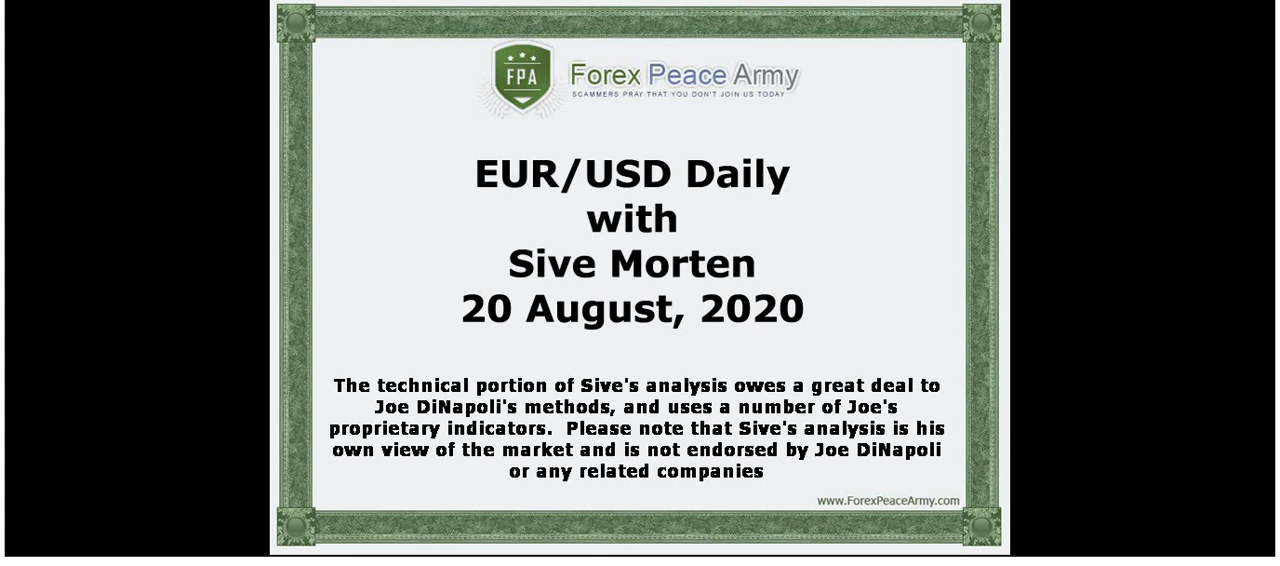 FPA
Forex Peace Army
SCAMMERS PRAY THAT YOU DON'T JOIN US TODAY
EUR/USD Daily
with
Sive Morten
20 August, 2020
The technical portion of Sive's analysis owes a great deal to
Joe DiNapoli's methods, and uses a number of Joe's
proprietary indicators.  Please note that Sive's analysis is his
own view of the market and is not endorsed by Joe DiNapoli
or any related companies
www.ForexPeaceArmy.com